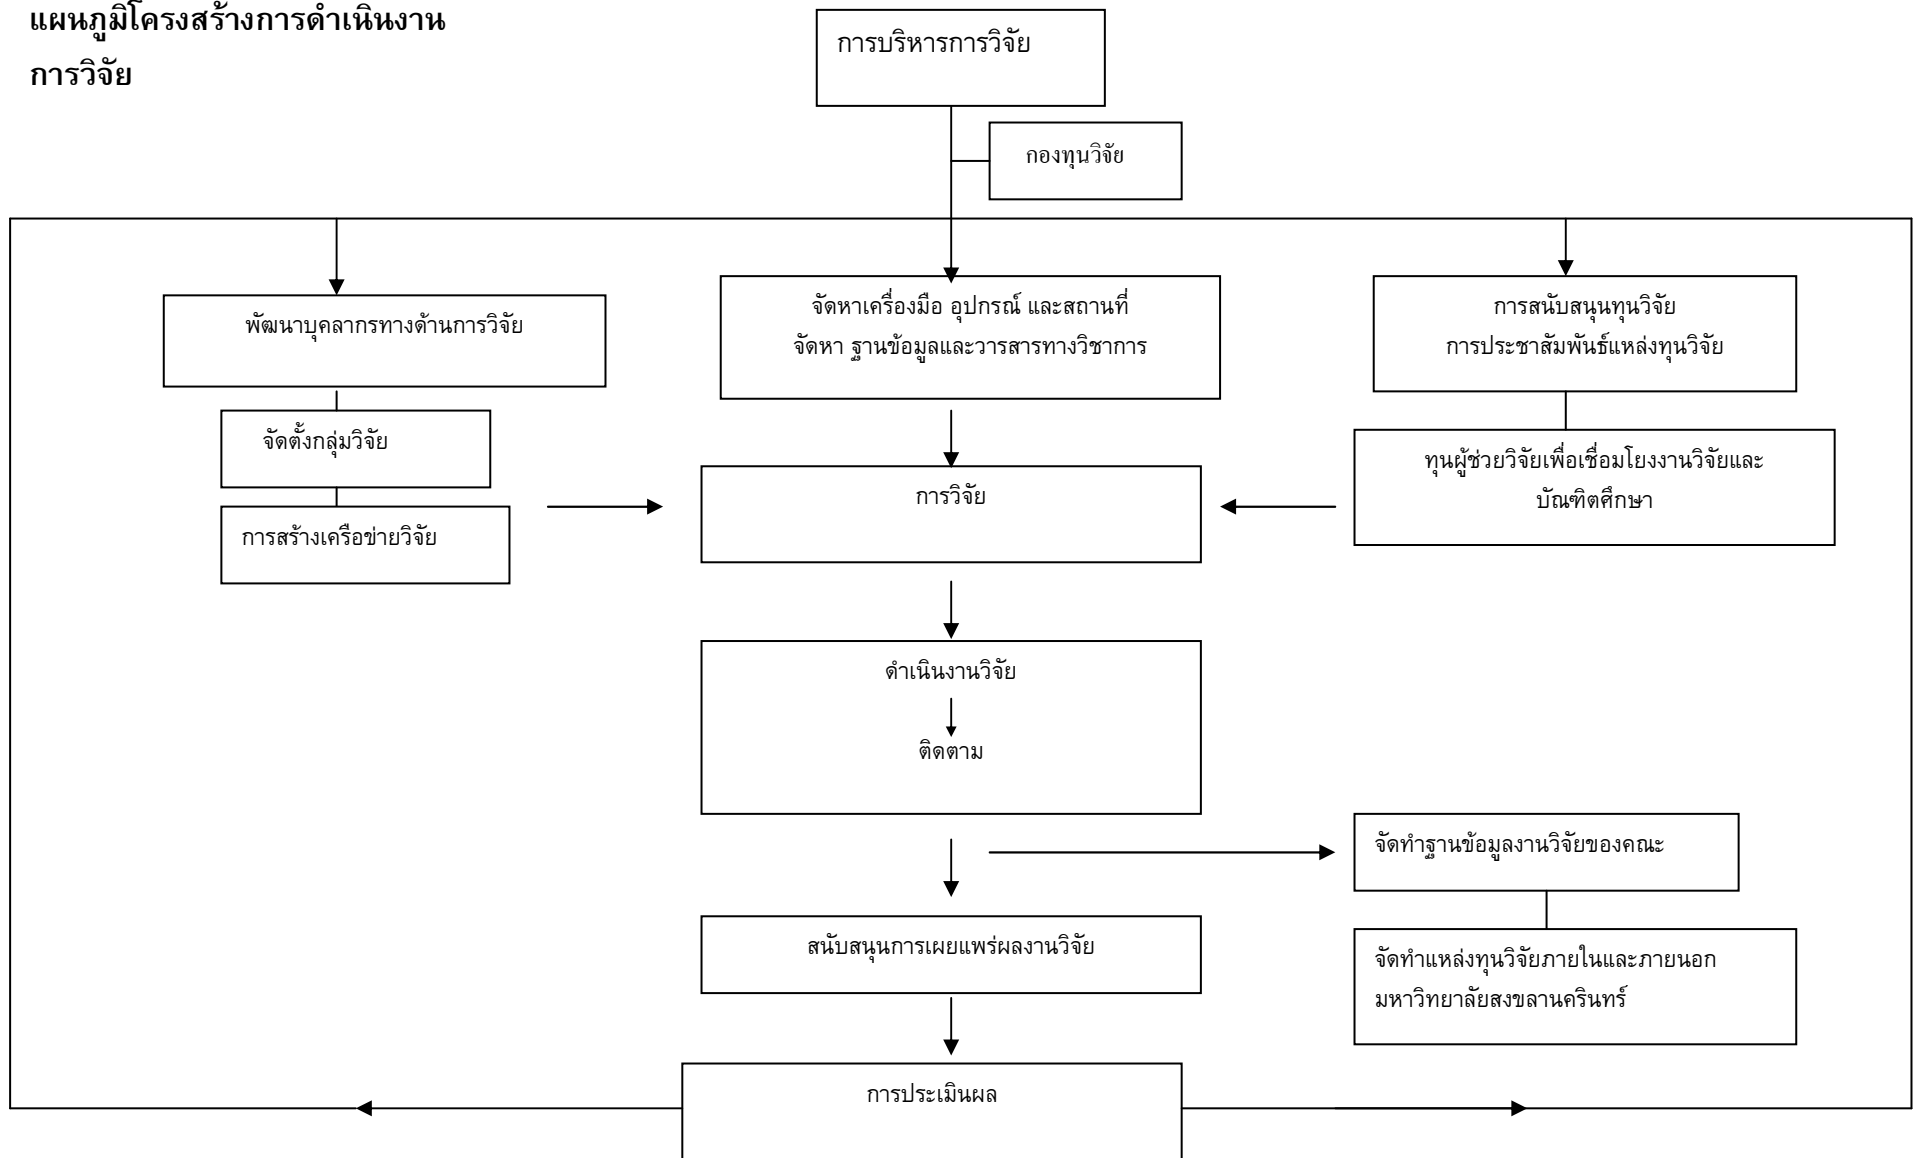 แผนภูมิโครงสร้างการดำเนินงาน
การวิจัย
การบริหารการวิจัย
กองทุนวิจัย
พัฒนาบุคลากรทางด้านการวิจัย
จัดหาเครื่องมือ อุปกรณ์ และสถานที่
จัดหา ฐานข้อมูลและวารสารทางวิชาการ
การสนับสนุนทุนวิจัย
การประชาสัมพันธ์แหล่งทุนวิจัย
จัดตั้งกลุ่มวิจัย
ทุนผู้ช่วยวิจัยเพื่อเชื่อมโยงงานวิจัยและ
บัณฑิตศึกษา
การวิจัย
การสร้างเครือข่ายวิจัย
ดำเนินงานวิจัย
ติดตาม
จัดทำฐานข้อมูลงานวิจัยของคณะ
สนับสนุนการเผยแพร่ผลงานวิจัย
จัดทำแหล่งทุนวิจัยภายในและภายนอก
มหาวิทยาลัยสงขลานครินทร์
การประเมินผล